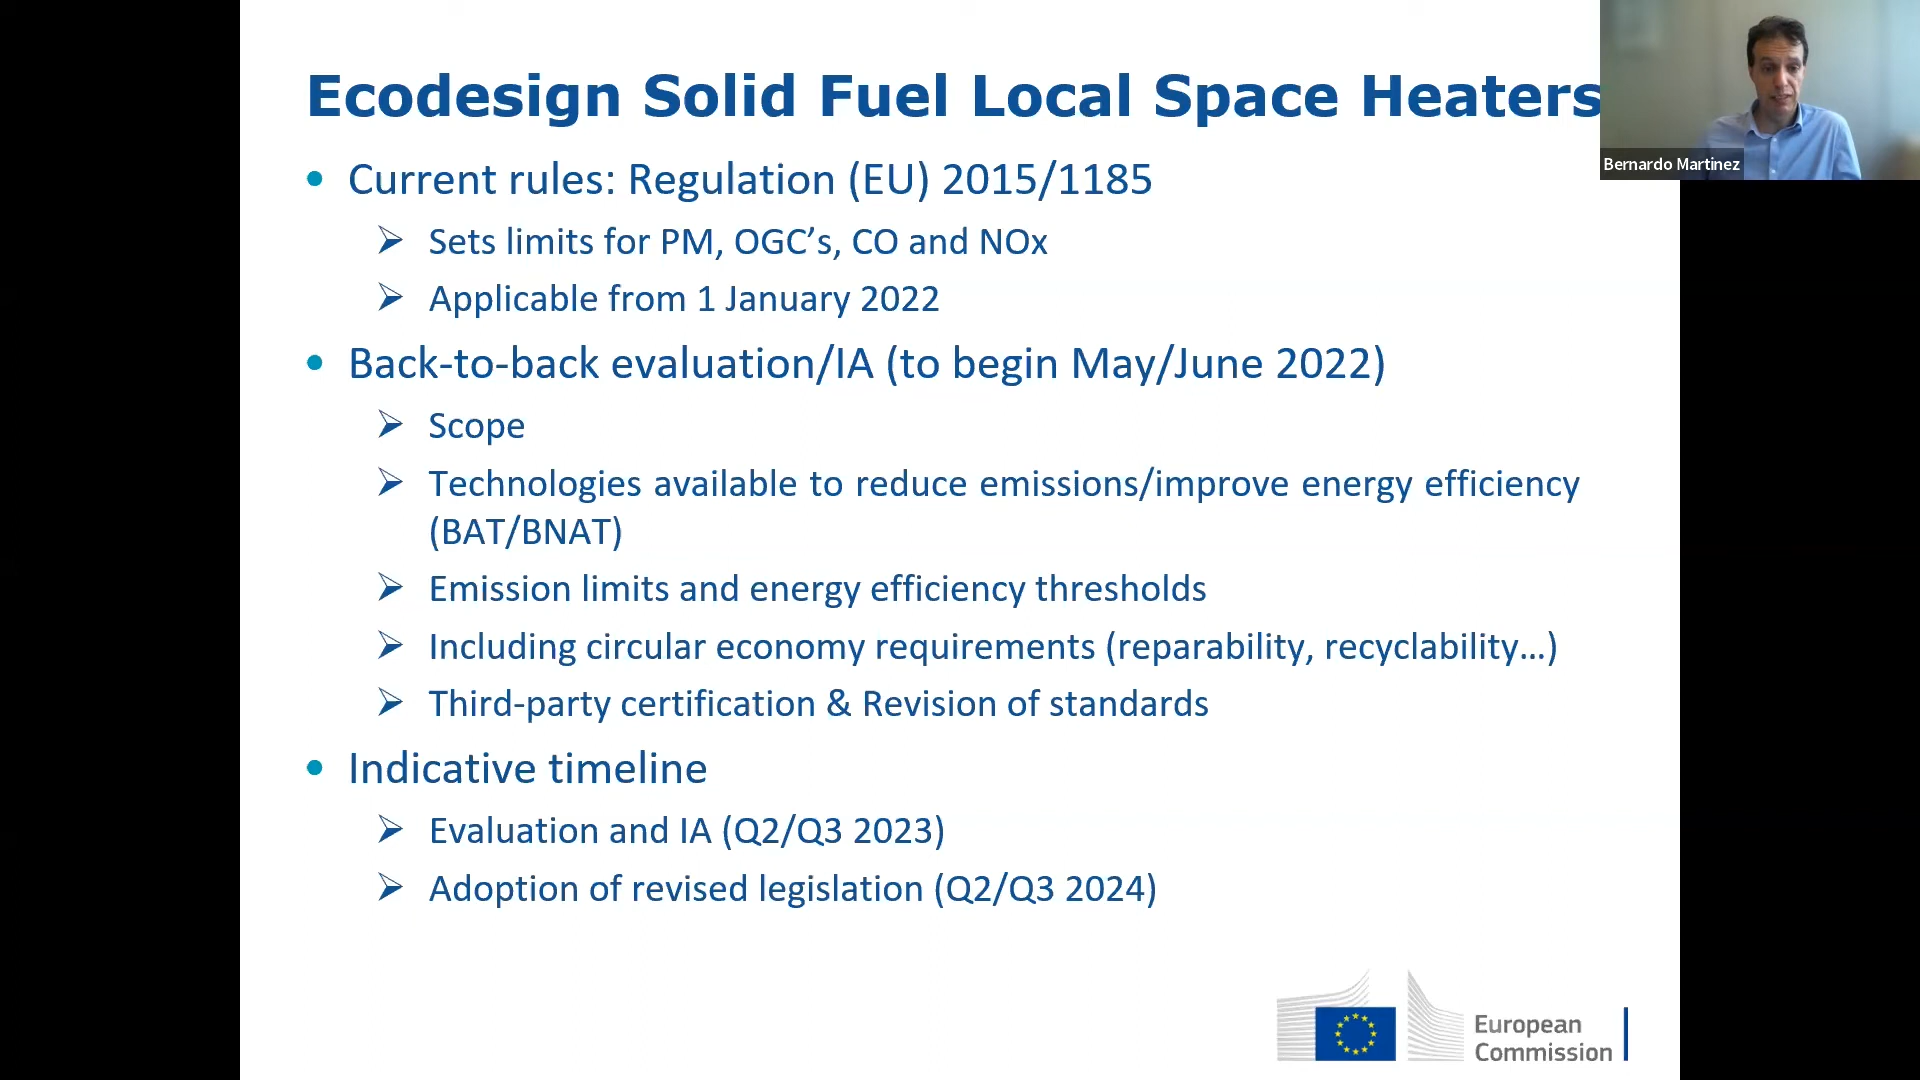 Ecodesign Solid Fuel Local Space Heaters
Bernardo Martinez
• Current rules: Regulation (EU) 2015/1185
➢ Sets limits for PM, OGC’s, CO and NOx
➢ Applicable from 1 January 2022
• Back-to-back evaluation/IA (to begin May/June 2022)
➢ Scope
➢ Technologies available to reduce emissions/improve energy efficiency
(BAT/BNAT)
➢ Emission limits and energy efficiency thresholds
➢ Including circular economy requirements (reparability, recyclability…)
➢ Third-party certification & Revision of standards
• Indicative timeline
➢ Evaluation and IA (Q2/Q3 2023)
➢ Adoption of revised legislation (Q2/Q3 2024)
European
Commission